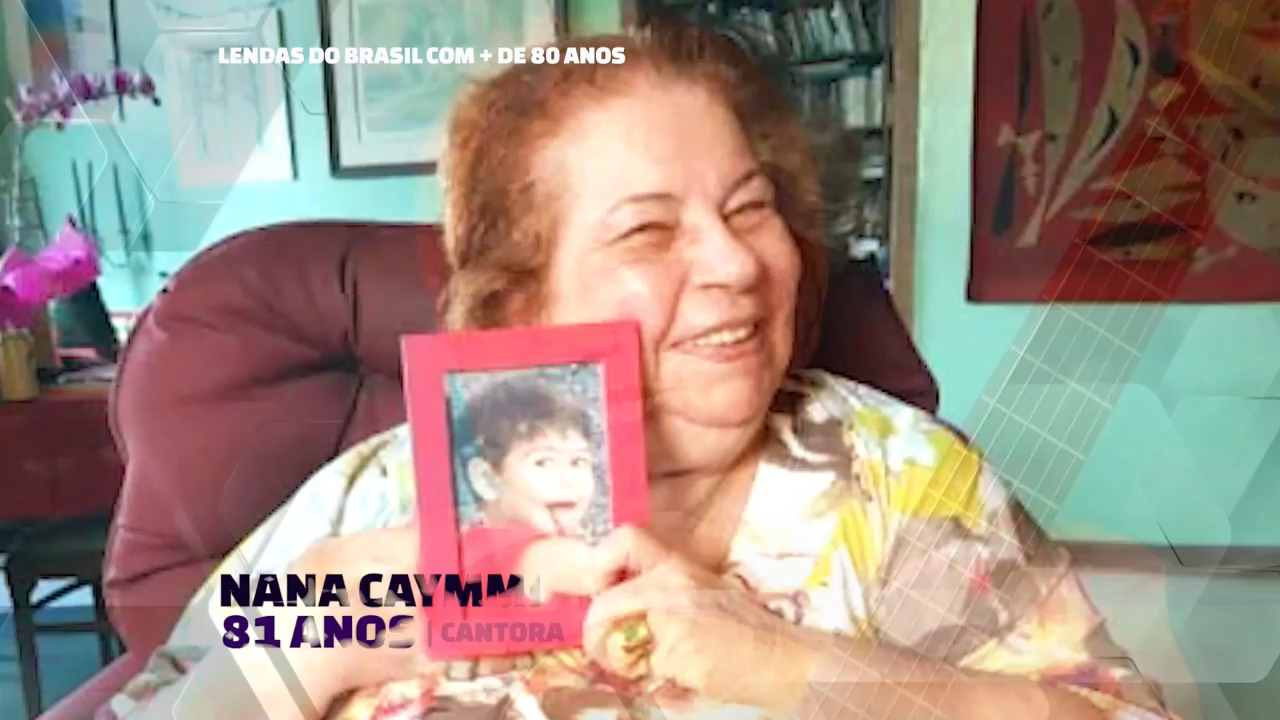 LENDAS DO BRASIL COM + DE 80 ANOS
NANA CAYMMI
81 ANOS | CANTORA